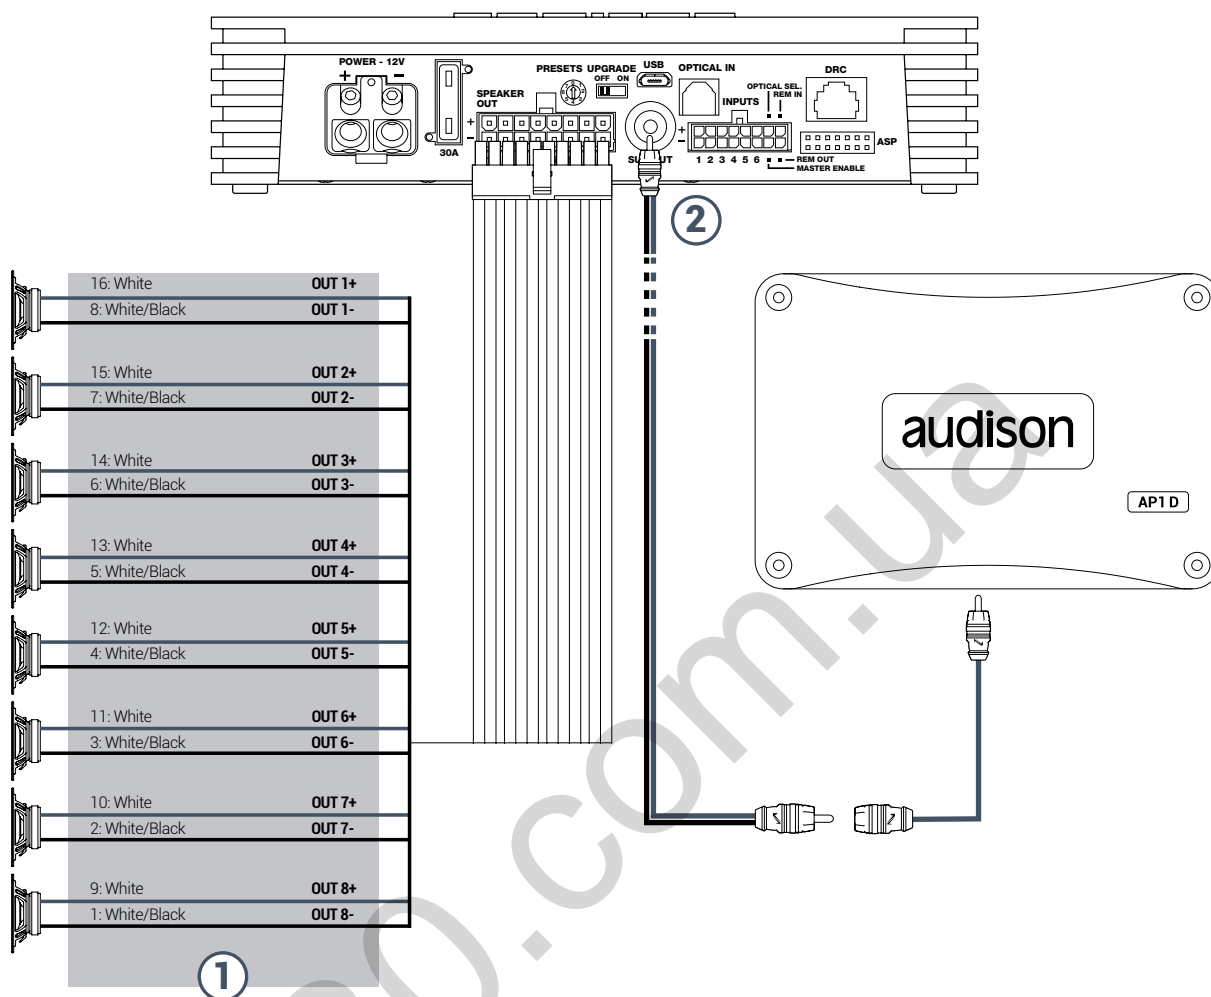 POWER - 12V
+ −
30A
SPEAKER OUT
+
−
PRESETS
UPGRADE
OFF ON
USB
OPTICAL IN
INPUTS
+
−
1 2 3 4 5 6
OPTICAL SEL.
REM IN
DRC
ASP
REM OUT
MASTER ENABLE
2
16: White OUT 1+
8: White/Black OUT 1-
15: White OUT 2+
7: White/Black OUT 2-
14: White OUT 3+
6: White/Black OUT 3-
13: White OUT 4+
5: White/Black OUT 4-
12: White OUT 5+
4: White/Black OUT 5-
11: White OUT 6+
3: White/Black OUT 6-
10: White OUT 7+
2: White/Black OUT 7-
9: White OUT 8+
1: White/Black OUT 8-
1
audison
AP1 D
.com.ua